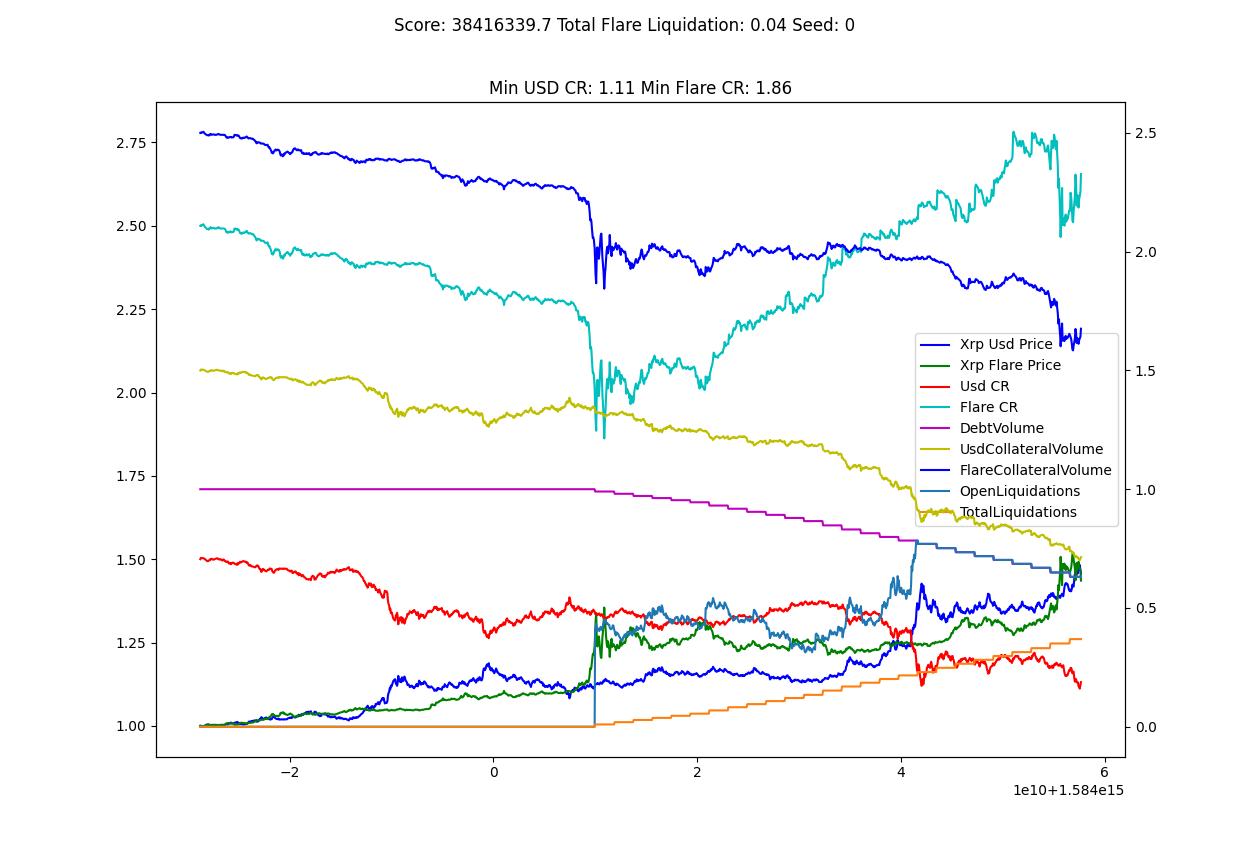 Score: 38416339.7 Total Flare Liquidation: 0.04 Seed: 0
Min USD CR: 1.11 Min Flare CR: 1.86
2.75
2.50
2.25
2.00
1.75
1.50
1.25
1.00
2.5
2.0
1.5
1.0
0.5
0.0
Xrp Usd Price
Xrp Flare Price
Usd CR
Flare CR
DebtVolume
UsdCollateralVolume
FlareCollateralVolume
OpenLiquidations
TotalLiquidations
−2 0 2 4 6
1e10+1.584e15